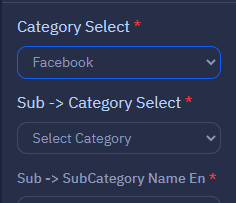 Category Select *
Facebook
Sub -> Category Select *
Select Category
Sub -> SubCategory Name En *